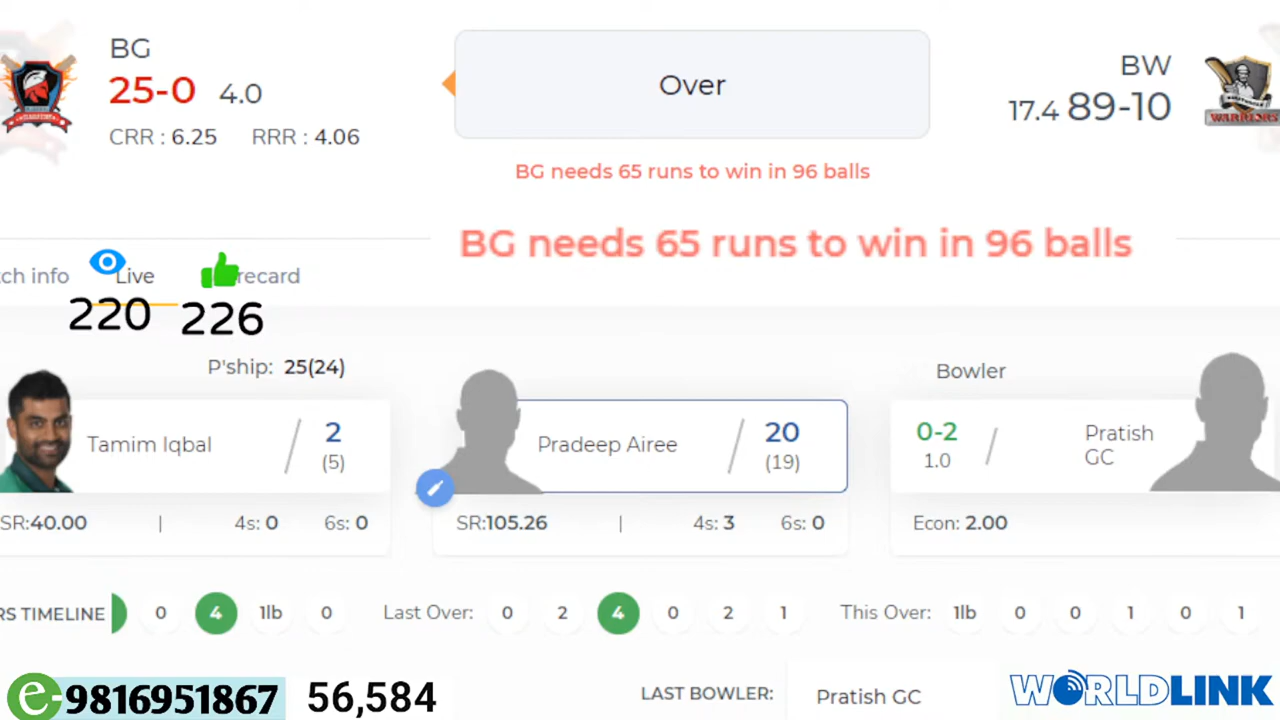 BG
25-0 4.0
CRR : 6.25 RRR : 4.06
Over
BW
17.4 89-10
WARRIORS
BG needs 65 runs to win in 96 balls
BG needs 65 runs to win in 96 balls
tch info Live recard
220 226
P'ship: 25(24)
Tamim Iqbal 2
(5)
SR:40.00 | 4s: 0 6s: 0
Pradeep Airee 20
(19)
SR:105.26 | 4s: 3 6s: 0
Bowler
0-2
1.0
Pratish
GC
Econ: 2.00
RS TIMELINE 0 4 1lb 0 Last Over: 0 2 4 0 2 1 This Over: 1lb 0 0 1 0 1
e-9816951867 56,584 LAST BOWLER: Pratish GC WORLDLINK